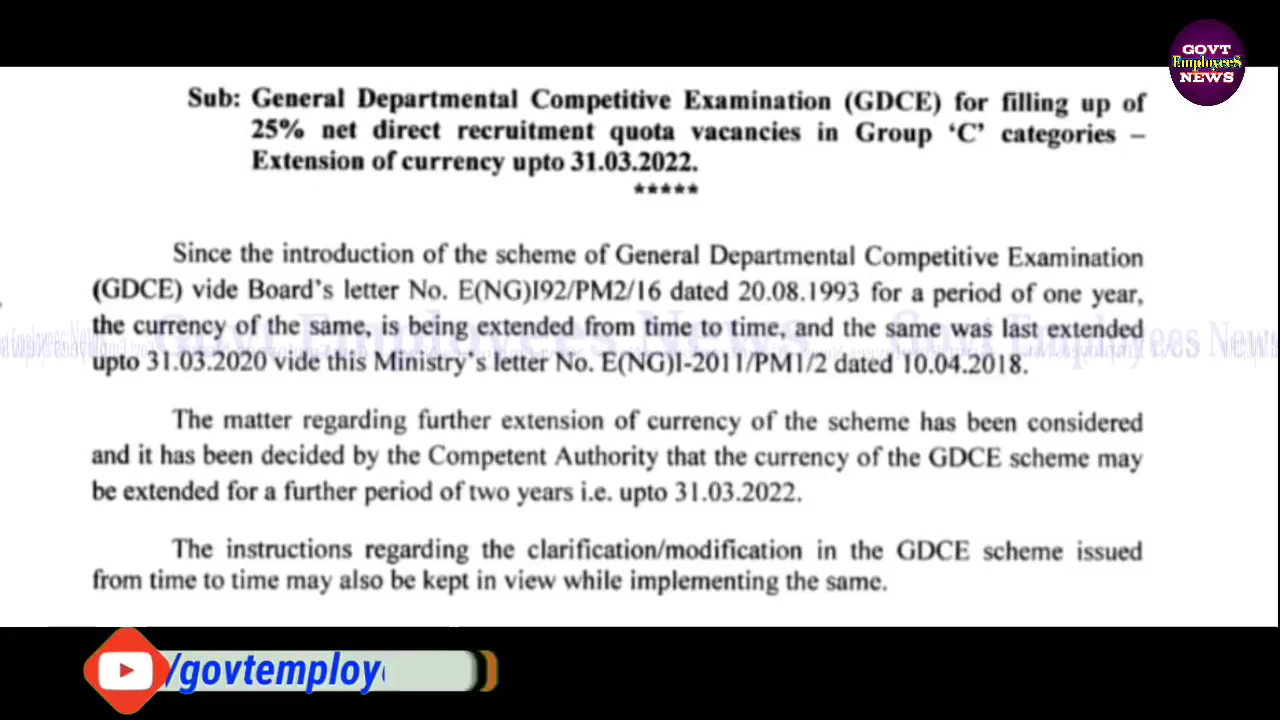 GOVT
EmployeeS
NEWS
Sub: General Departmental Competitive Examination (GDCE) for filling up of
25% net direct recruitment quota vacancies in Group ‘C’ categories –
Extension of currency upto 31.03.2022.
*****
Since the introduction of the scheme of General Departmental Competitive Examination
(GDCE) vide Board’s letter No. E(NG)I92/PM2/16 dated 20.08.1993 for a period of one year,
the currency of the same, is being extended from time to time, and the same was last extended
upto 31.03.2020 vide this Ministry’s letter No. E(NG)I-2011/PM1/2 dated 10.04.2018.
Govt Employees News
Govt Employees News
The matter regarding further extension of currency of the scheme has been considered
and it has been decided by the Competent Authority that the currency of the GDCE scheme may
be extended for a further period of two years i.e. upto 31.03.2022.
The instructions regarding the clarification/modification in the GDCE scheme issued
from time to time may also be kept in view while implementing the same.
/govtemploy